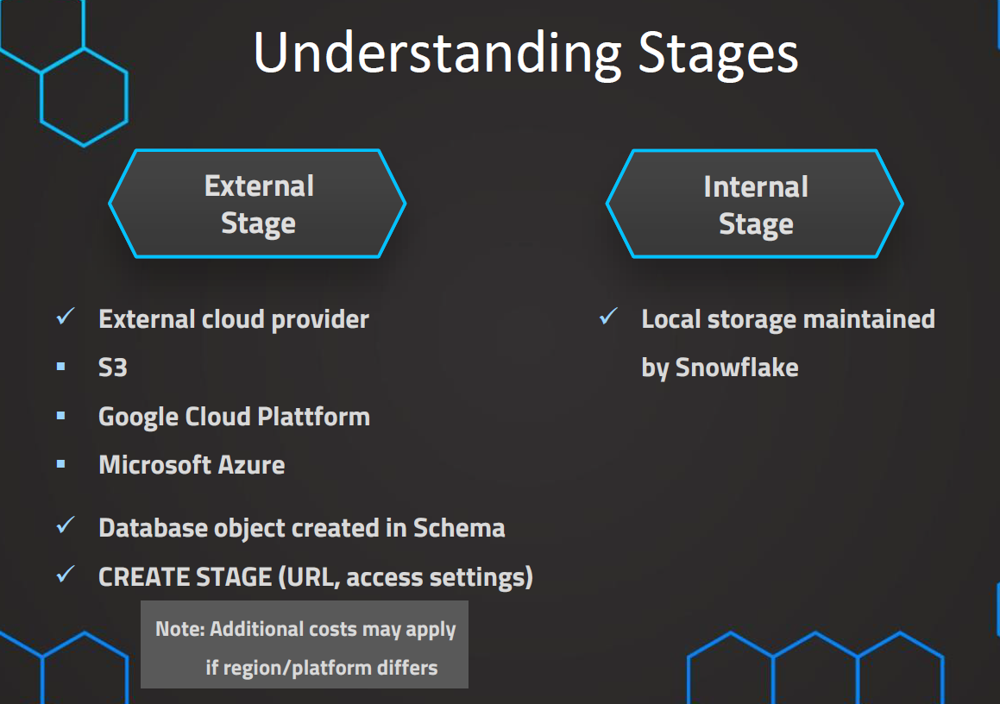 Understanding Stages
External
Stage
External cloud provider
S3
Google Cloud Plattform
Microsoft Azure
Database object created in Schema
CREATE STAGE (URL, access settings)
Note: Additional costs may apply
if region/platform differs
Internal
Stage
Local storage maintained
by Snowflake